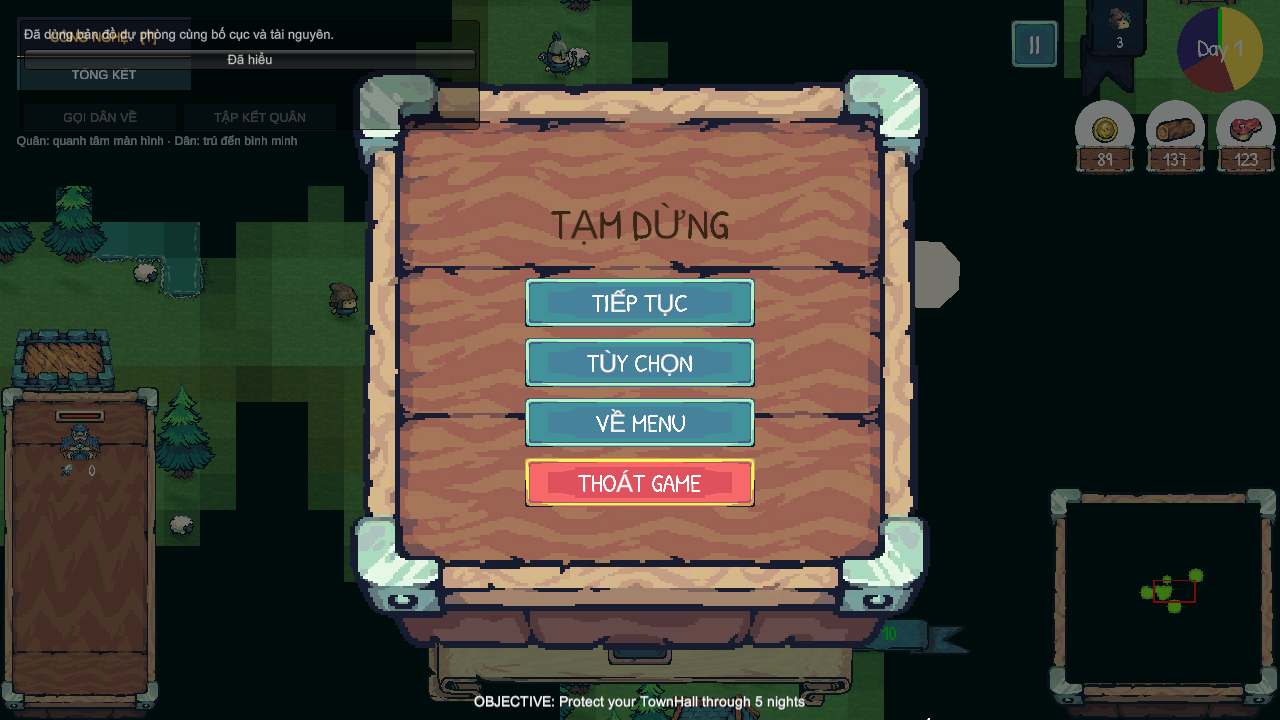 Đã dùng bản đồ dự phòng cùng bố cục và tài nguyên.
Đã hiểu
TỔNG KẾT
GỌI DÂN VỀ
TẬP KẾT QUÂN
Quân: quanh tâm màn hình · Dân: trú đến bình minh
3
Day 1
89
137
123
TẠM DỪNG
TIẾP TỤC
TÙY CHỌN
VỀ MENU
THOÁT GAME
0
10
OBJECTIVE: Protect your TownHall through 5 nights